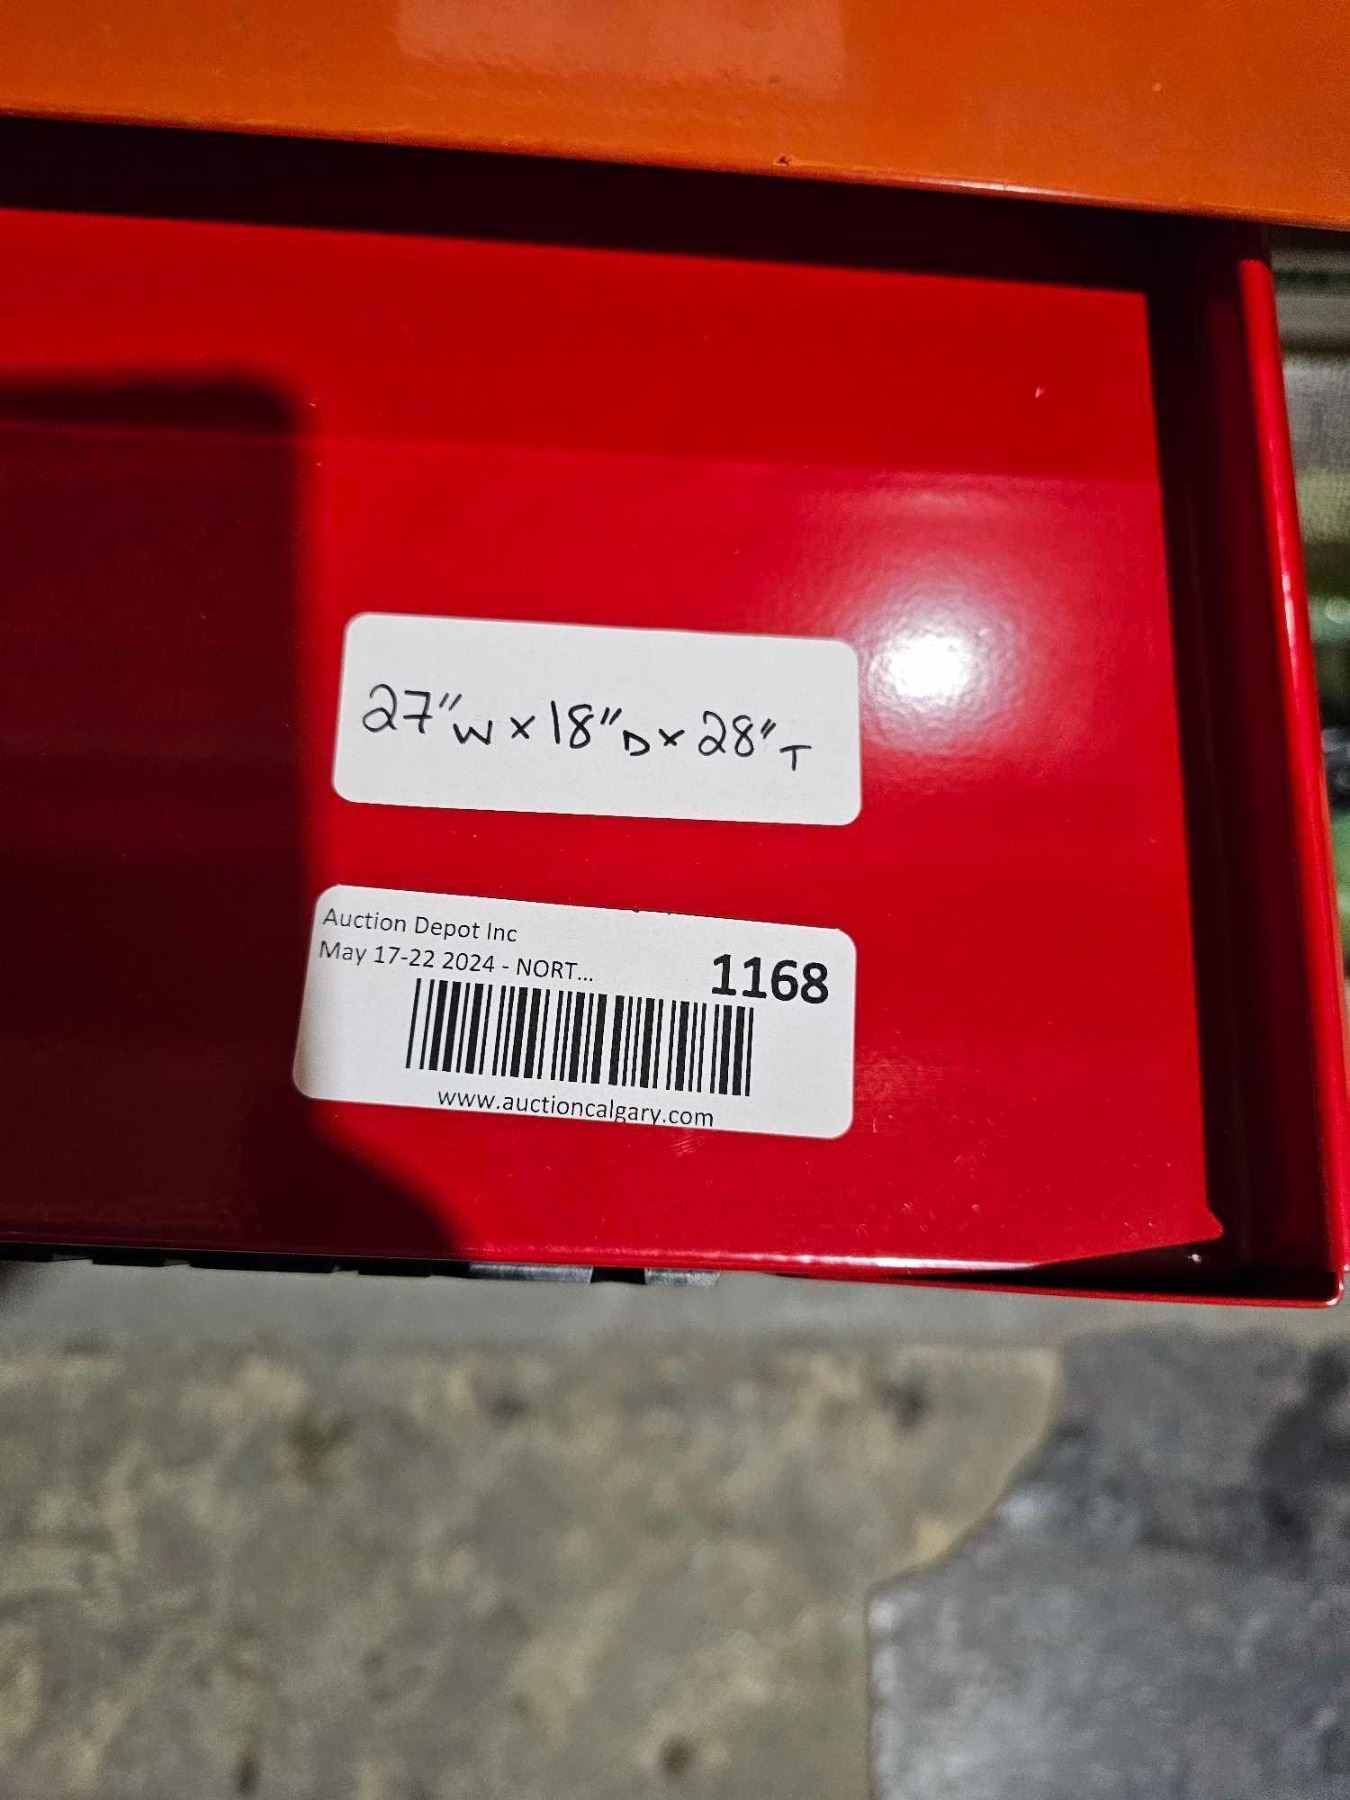 27"W x 18"D x 28"T
Auction Depot Inc
May 17-22 2024 - NORT...
1168
www.auctioncalgary.com